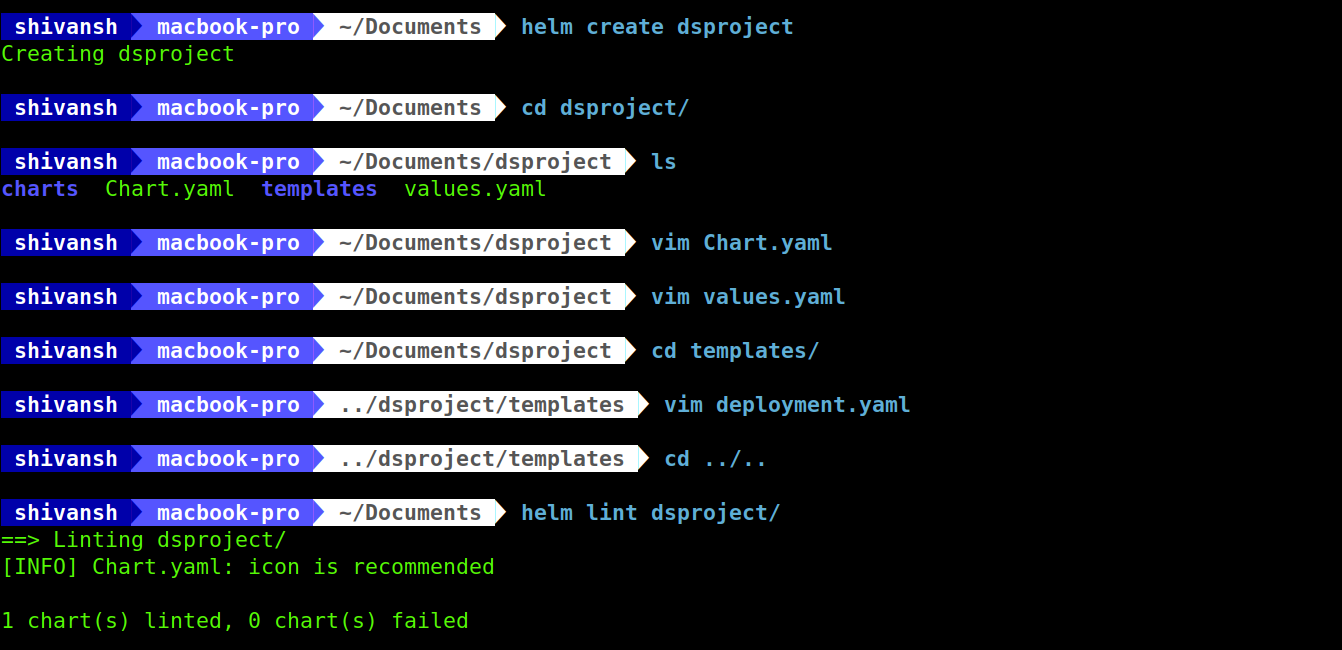 shivansh macbook-pro ~/Documents helm create dsproject
Creating dsproject
shivansh macbook-pro ~/Documents cd dsproject/
shivansh macbook-pro ~/Documents/dsproject ls
charts Chart.yaml templates values.yaml
shivansh macbook-pro ~/Documents/dsproject vim Chart.yaml
shivansh macbook-pro ~/Documents/dsproject vim values.yaml
shivansh macbook-pro ~/Documents/dsproject cd templates/
shivansh macbook-pro ../dsproject/templates vim deployment.yaml
shivansh macbook-pro ../dsproject/templates cd ../..
shivansh macbook-pro ~/Documents helm lint dsproject/
==> Linting dsproject/
[INFO] Chart.yaml: icon is recommended
1 chart(s) linted, 0 chart(s) failed